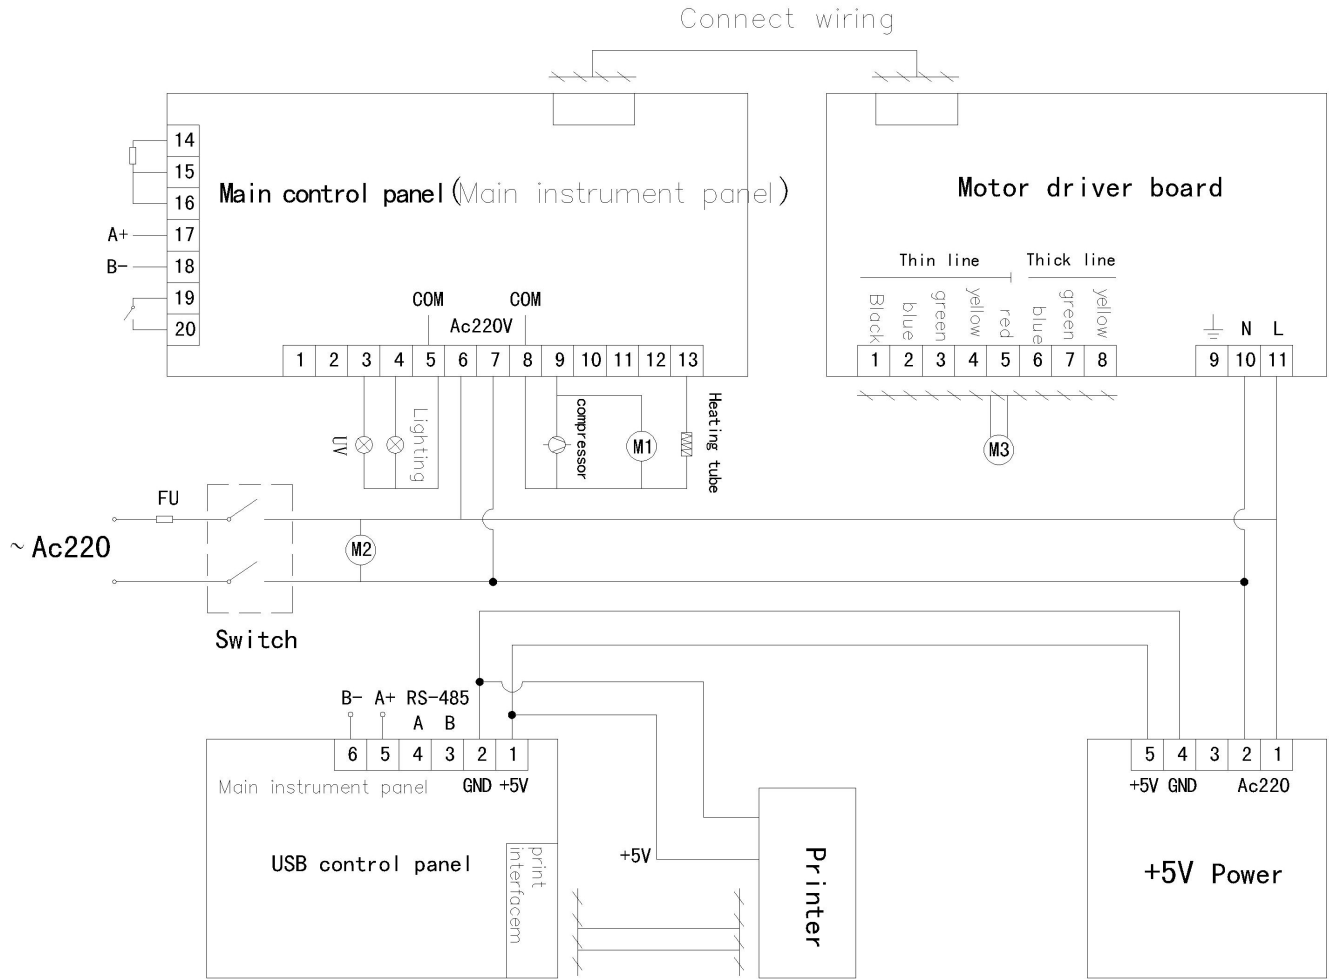 Connect wiring
14
15
16
17
18
19
20
A+
B-
Main control panel(Main instrument panel)
COM
COM
Ac220V
1 2 3 4 5 6 7 8 9 10 11 12 13
UV
Lighting
compressor
M1
Heating tube
Motor driver board
Thin line
Thick line
Black
blue
green
yellow
red
blue
green
yellow
N L
1 2 3 4 5 6 7 8
9 10 11
M3
FU
~Ac220
M2
Switch
B- A+ RS-485
A B
6 5 4 3 2 1
Main instrument panel
GND +5V
USB control panel
print
interfacem
+5V
Printer
5 4 3 2 1
+5V GND Ac220
+5V Power